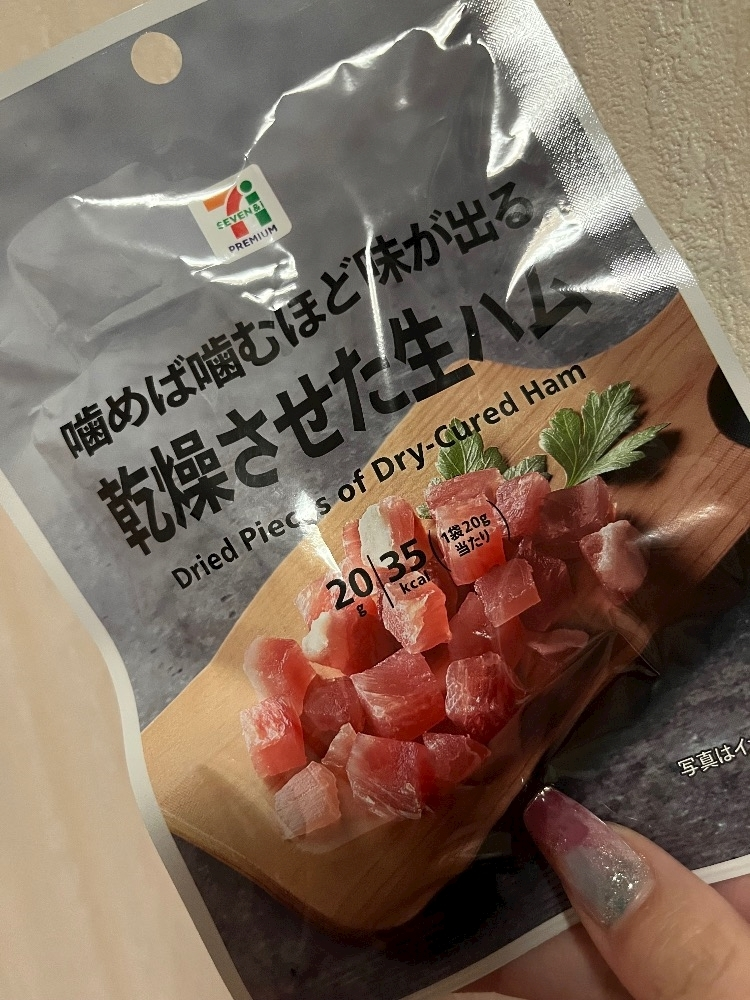 SEVEN&i
PREMIUM
噛めば噛むほど味が出る
乾燥させた生ハム
Dried Pieces of Dry-Cured Ham
20g 35kcal (1袋20g当たり)
写真はイ